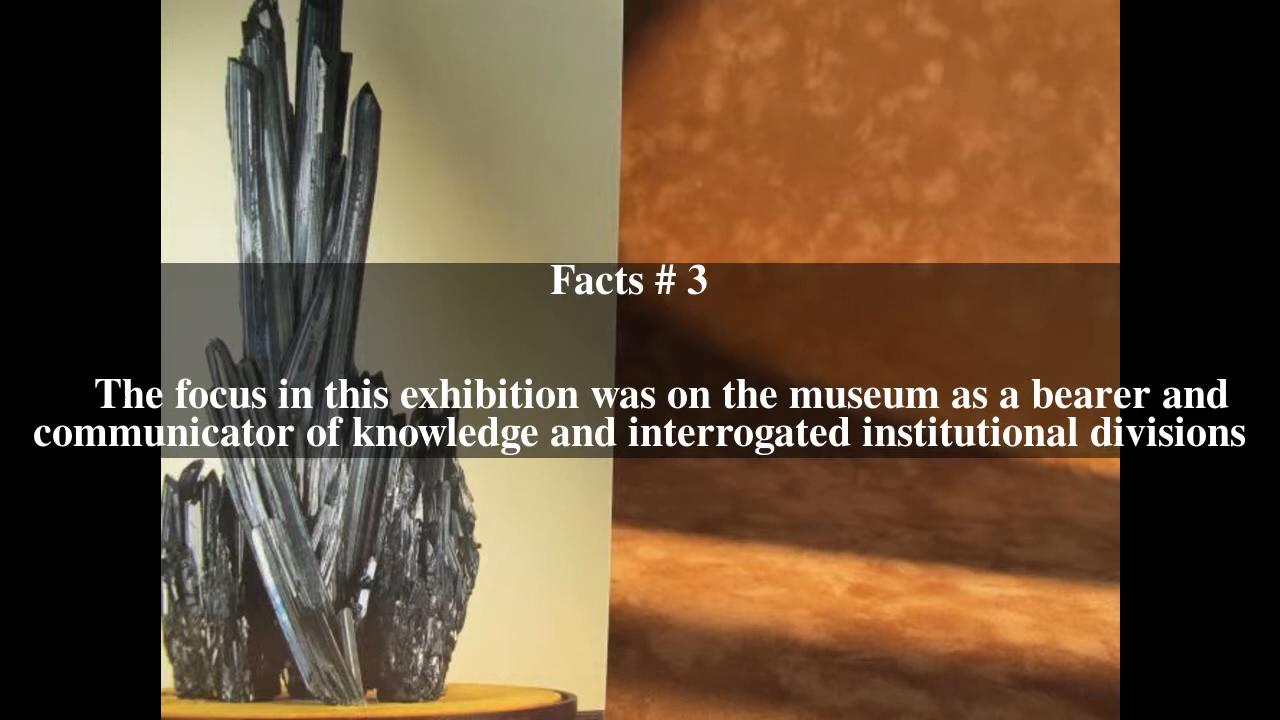 Facts # 3
The focus in this exhibition was on the museum as a bearer and
communicator of knowledge and interrogated institutional divisions